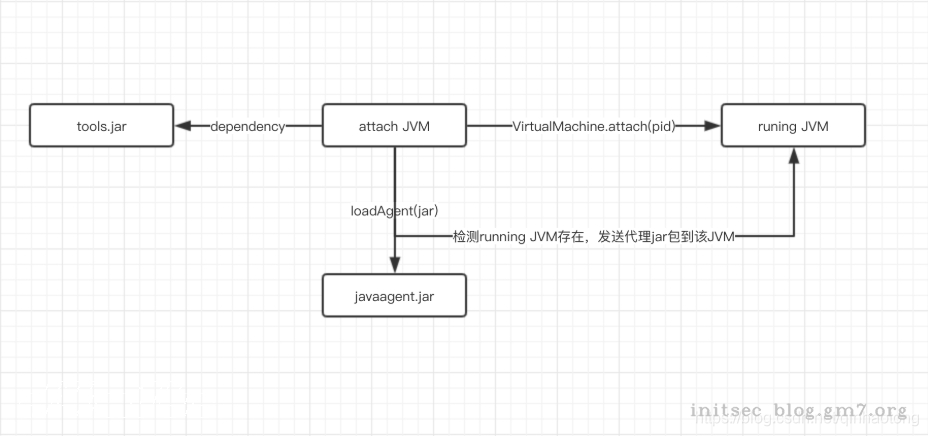 tools.jar
dependency
attach JVM
VirtualMachine.attach(pid)
runing JVM
loadAgent(jar)
检测running JVM存在，发送代理jar包到该JVM
javaagent.jar
initsec blog.gm7.org
https://blog.csdn.net/qinhaotong